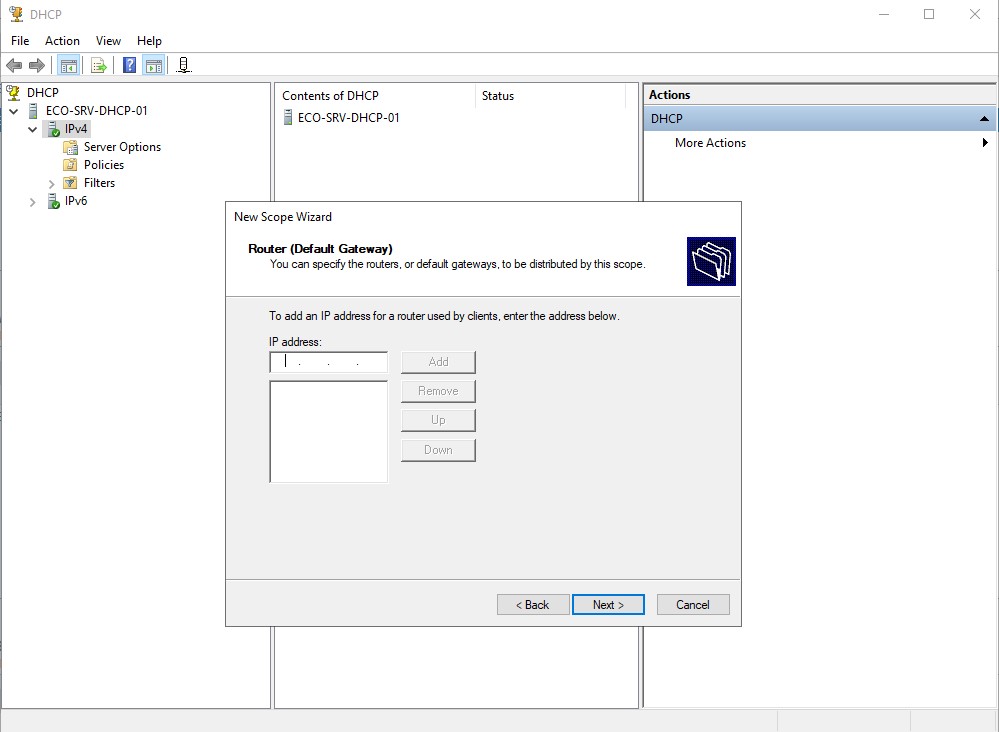 DHCP
File Action View Help
DHCP
ECO-SRV-DHCP-01
IPv4
Server Options
Policies
Filters
IPv6
Contents of DHCP Status
ECO-SRV-DHCP-01
Actions
DHCP
More Actions
New Scope Wizard
Router (Default Gateway)
You can specify the routers, or default gateways, to be distributed by this scope.
To add an IP address for a router used by clients, enter the address below.
IP address:
. . .
Add
Remove
Up
Down
< Back Next > Cancel